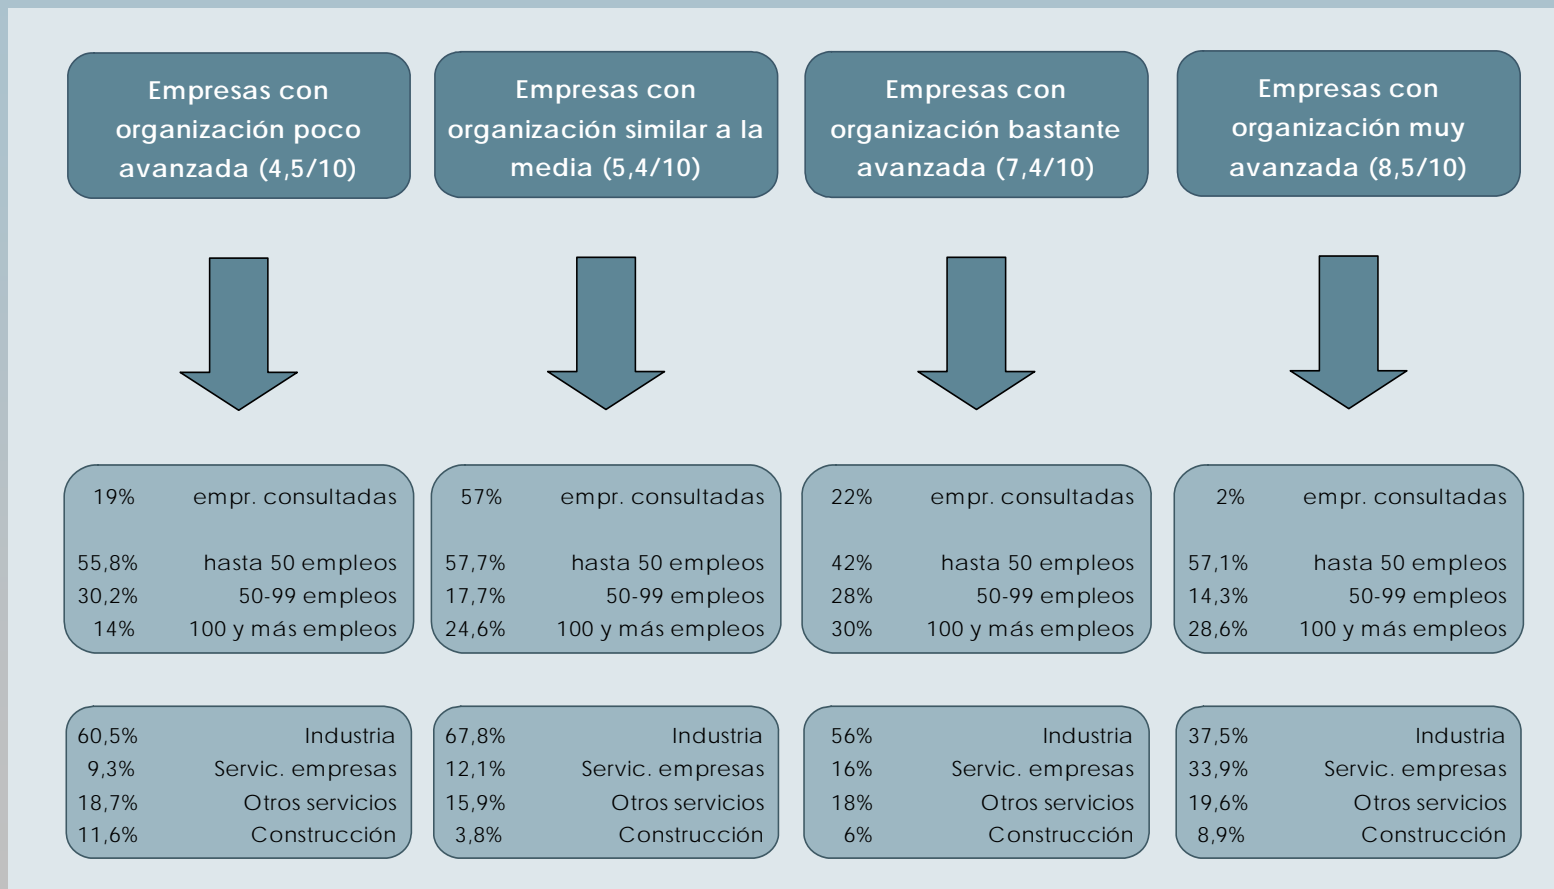 Empresas con
organización poco
avanzada (4,5/10)
Empresas con
organización similar a la
media (5,4/10)
Empresas con
organización bastante
avanzada (7,4/10)
Empresas con
organización muy
avanzada (8,5/10)
19% empr. consultadas
55,8% hasta 50 empleos
30,2% 50-99 empleos
14% 100 y más empleos
57% empr. consultadas
57,7% hasta 50 empleos
17,7% 50-99 empleos
24,6% 100 y más empleos
22% empr. consultadas
42% hasta 50 empleos
28% 50-99 empleos
30% 100 y más empleos
2% empr. consultadas
57,1% hasta 50 empleos
14,3% 50-99 empleos
28,6% 100 y más empleos
60,5% Industria
9,3% Servic. empresas
18,7% Otros servicios
11,6% Construcción
67,8% Industria
12,1% Servic. empresas
15,9% Otros servicios
3,8% Construcción
56% Industria
16% Servic. empresas
18% Otros servicios
6% Construcción
37,5% Industria
33,9% Servic. empresas
19,6% Otros servicios
8,9% Construcción